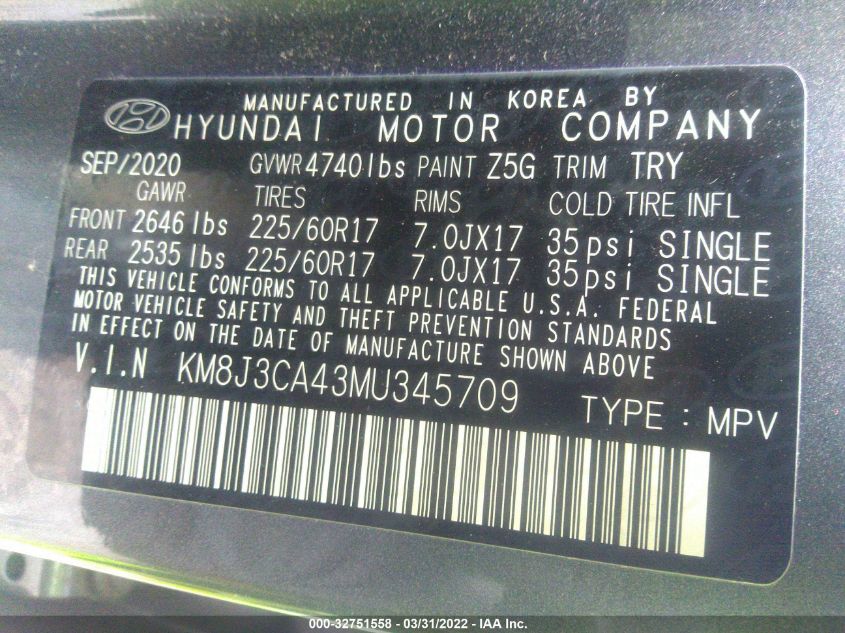 MANUFACTURED IN KOREA BY
HYUNDAI MOTOR COMPANY
SEP/2020 GVWR 4740 lbs PAINT Z5G TRIM TRY
GAWR TIRES RIMS COLD TIRE INFL
FRONT 2646 lbs 225/60R17 7.0JX17 35psi SINGLE
REAR 2535 lbs 225/60R17 7.0JX17 35psi SINGLE
THIS VEHICLE CONFORMS TO ALL APPLICABLE U.S.A. FEDERAL
MOTOR VEHICLE SAFETY AND THEFT PREVENTION STANDARDS
IN EFFECT ON THE DATE OF MANUFACTURE SHOWN ABOVE
V.I.N KM8J3CA43MU345709 TYPE : MPV
000-32751558 - 03/31/2022 - IAA Inc.